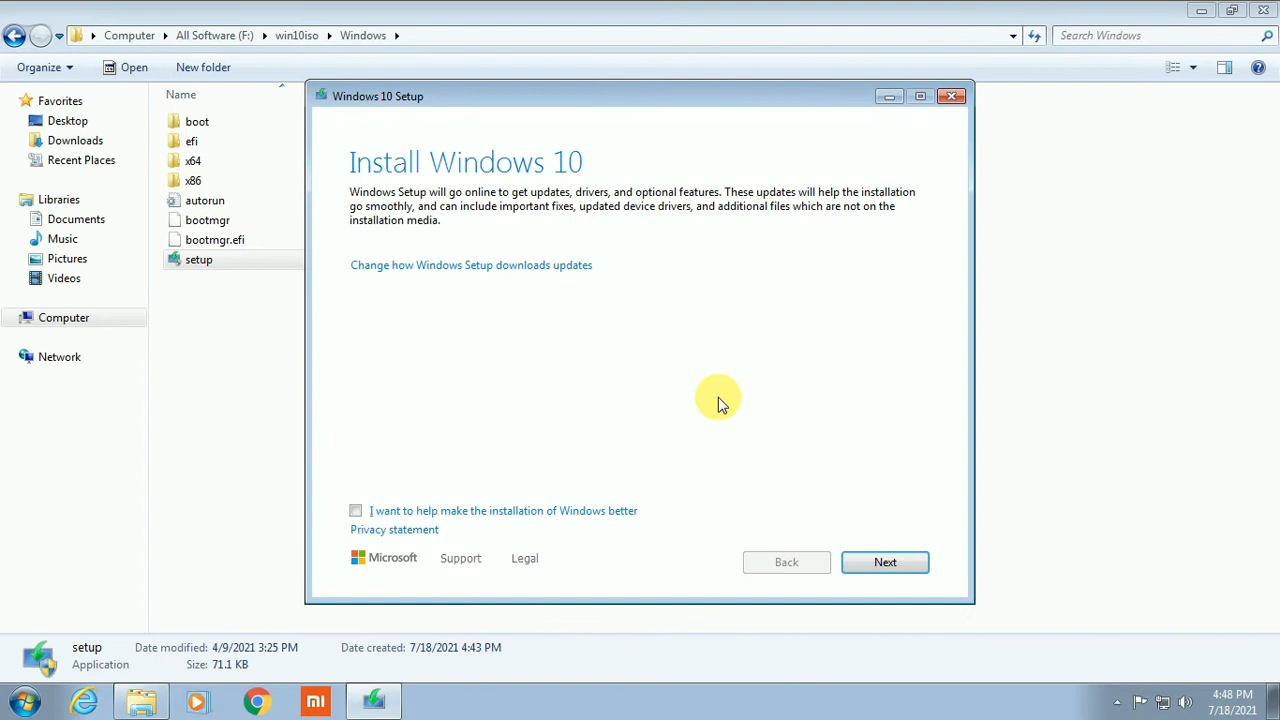 Computer
All Software (F:)
win10iso
Windows
Search Windows
Organize
Open
New folder
Favorites
Desktop
Downloads
Recent Places
Libraries
Documents
Music
Pictures
Videos
Computer
Network
Name
boot
efi
x64
x86
autorun
bootmgr
bootmgr.efi
setup
Windows 10 Setup
Install Windows 10
Windows Setup will go online to get updates, drivers, and optional features. These updates will help the installation
go smoothly, and can include important fixes, updated device drivers, and additional files which are not on the
installation media.
Change how Windows Setup downloads updates
I want to help make the installation of Windows better
Privacy statement
Microsoft
Support
Legal
Back
Next
setup
Date modified: 4/9/2021 3:25 PM
Date created: 7/18/2021 4:43 PM
Application
Size: 71.1 KB
mi
4:48 PM
7/18/2021